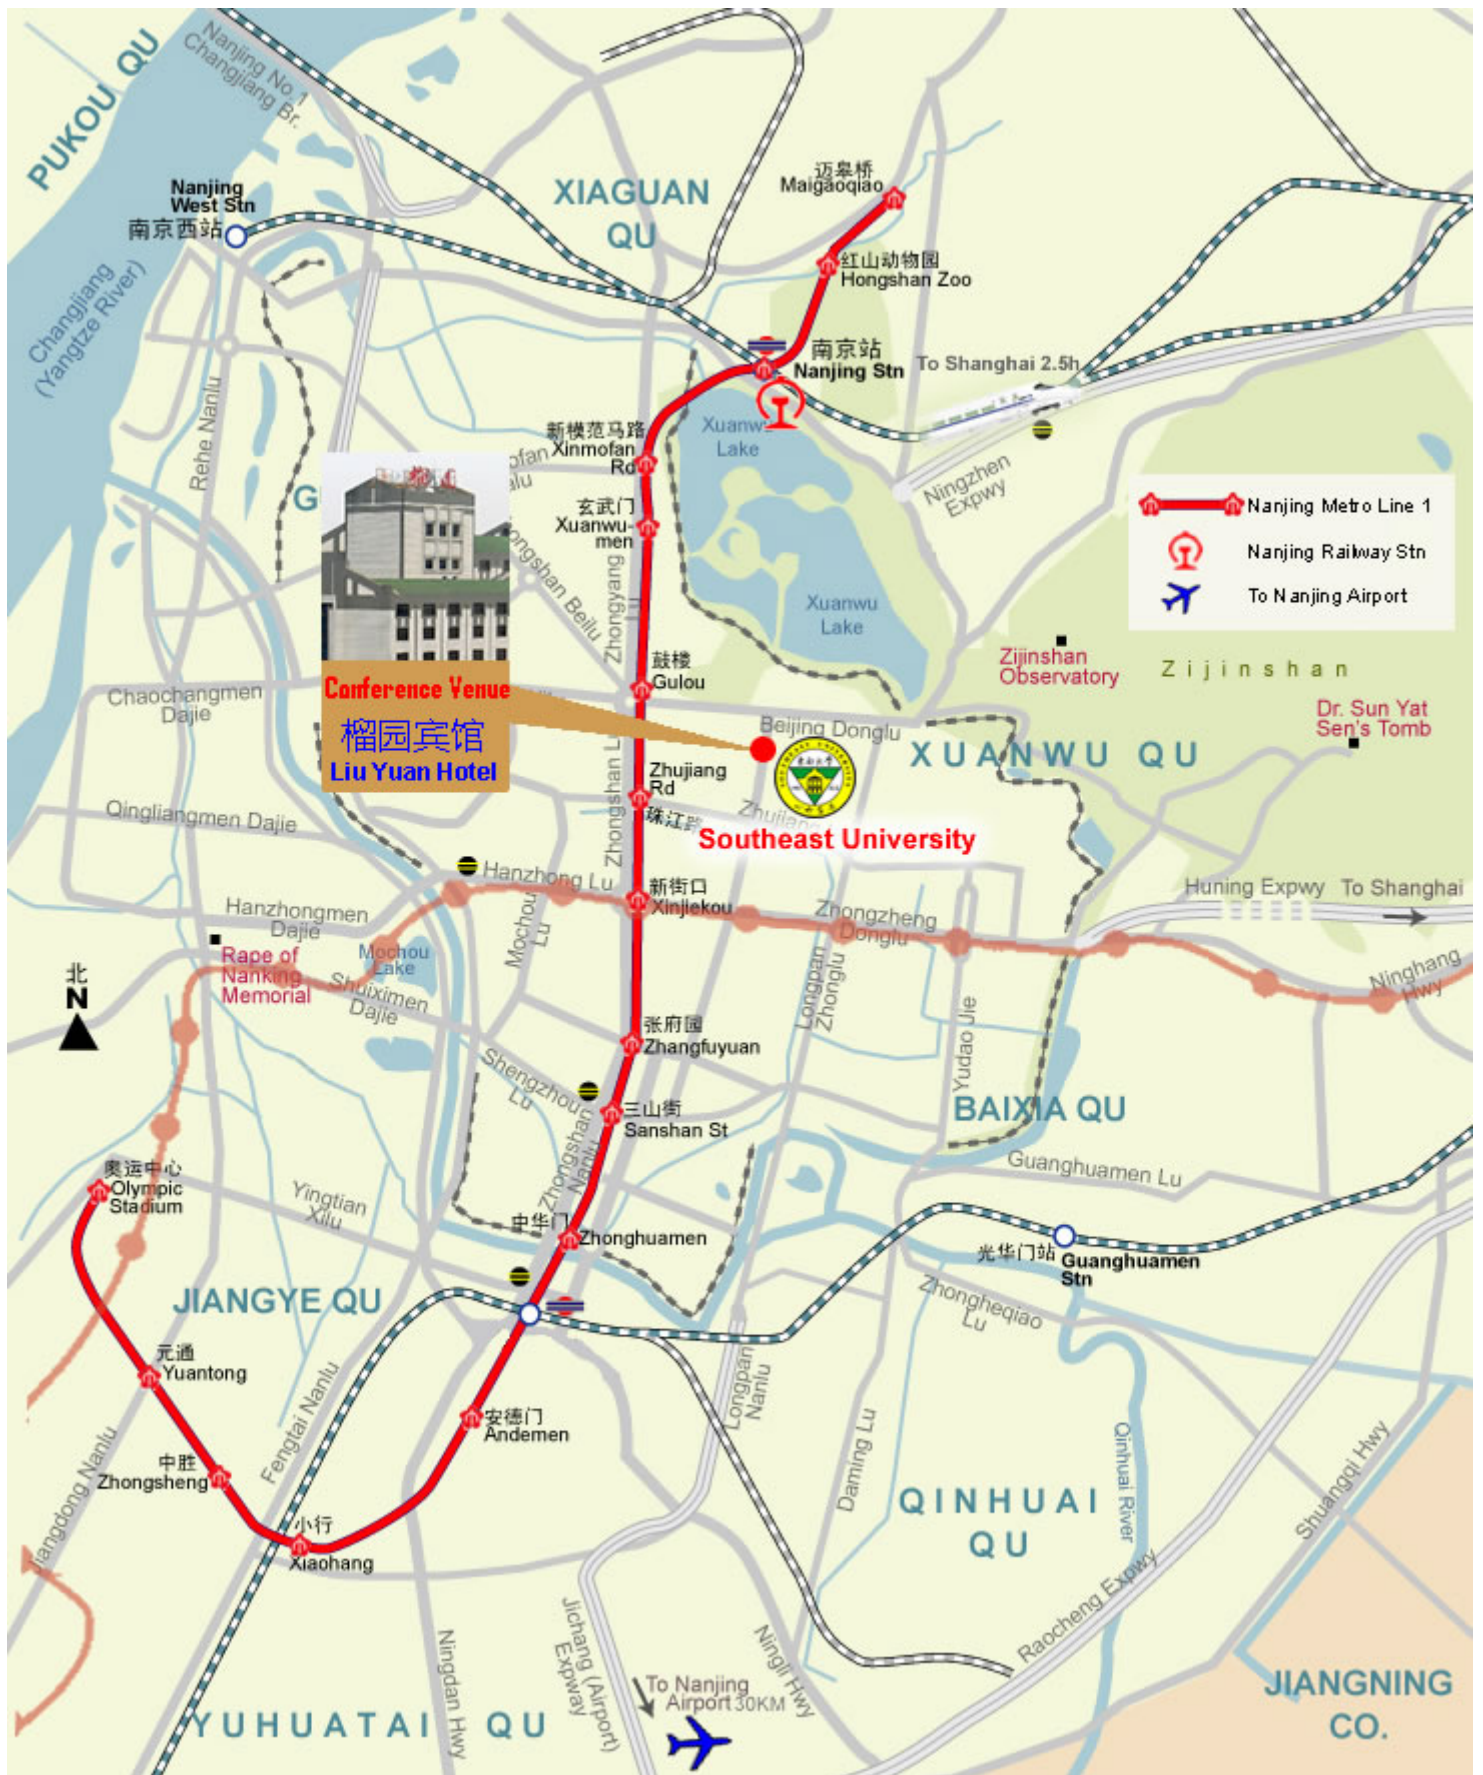 PUKOU QU
Nanjing No.1
Changjiang Br.
Nanjing
West Stn
南京西站
Changjiang
(Yangtze River)
XIAGUAN
QU
迈皋桥
Maigaoqiao
红山动物园
Hongshan Zoo
南京站
Nanjing Stn
To Shanghai 2.5h
Rehe Nanlu
新模范马路
Xinmofan
Rd
ofan
alu
G
Xuanwu
Lake
Ningzhen
Expwy
Nanjing Metro Line 1
Nanjing Railway Stn
To Nanjing Airport
玄武门
Xuanwu-
men
ongshan Beilu
Zhongyang
Xuanwu
Lake
鼓楼
Gulou
Zijinshan
Observatory
Zijinshan
Dr. Sun Yat
Sen's Tomb
Chaochangmen
Dajie
Conference Venue
榴园宾馆
Liu Yuan Hotel
Beijing Donglu
XUANWU QU
Zhongshan L
Zhujiang
Rd
珠江路
Zhujiang
Southeast University
Qingliangmen Dajie
Hanzhong Lu
新街口
Xinjiekou
Huning Expwy
To Shanghai
Hanzhongmen
Dajie
Mochou
Lu
Zhongzheng
Donglu
Rape of
Nanking
Memorial
Mochou
Lake
Shuiximen
Dajie
Longpan
Zhonglu
Ninghang
Hwy
北
N
张府园
Zhangfuyuan
Yudao Jie
Shengzhou
Lu
三山街
Sanshan St
BAIXIA QU
Zhongshan
Nanlu
Guanghuamen Lu
奥运中心
Olympic
Stadium
Yingtian
Xilu
中华门
Zhonghuamen
光华门站
Guanghuamen
Stn
JIANGYE QU
Zhongheqiao
Lu
元通
Yuantong
Fengtai Nanlu
Longpan
Nanlu
安德门
Andemen
Daming Lu
Qinhuai River
中胜
Zhongsheng
Jiangdong Nanlu
Shuangqi Hwy
QINHUAI
QU
小行
Xiaohang
Raocheng Expwy
Jichang (Airport)
Expway
Ningdan Hwy
Ningli Hwy
To Nanjing
Airport 30KM
YUHUATAI QU
JIANGNING
CO.